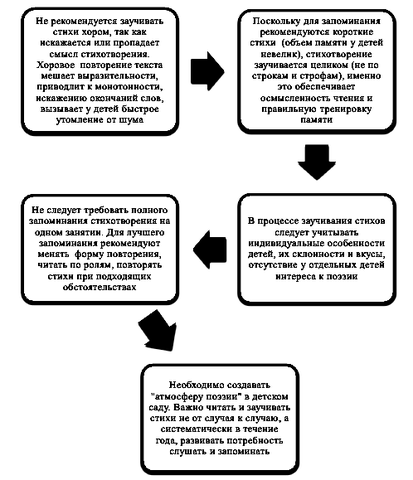 Не рекомендуется заучивать
стихи хором, так как
искажается или пропадает
смысл стихотворения.
Хоровое повторение текста
мешает выразительности,
приводлит к монотонности,
искажению окончаний слов,
вызывает у детей быстрое
утомление от шума
Поскольку для запоминания
рекомендуются короткие
стихи (объем памяти у детей
невелик), стихотворение
заучивается целиком (не по
строкам и строфам), именно
это обеспечивает
осмысленность чтения и
правильную тренировку
памяти
Не следует требовать полного
запоминания стихотворения на
одном занятии. Для лучшего
запоминания рекомендуют
менять форму повторения,
читать по ролям, повторять
стихи при подходящих
обстоятельствах
В процессе заучивания стихов
следует учитывать
индивидуальные особенности
детей, их склонности и вкусы,
отсутствие у отдельных детей
интереса к поэзии
Необходимо создавать
"атмосферу поэзии" в детском
саду. Важно читать и заучивать
стихи не от случая к случаю, а
систематически в течение
года, развивать потребность
слушать и запоминать